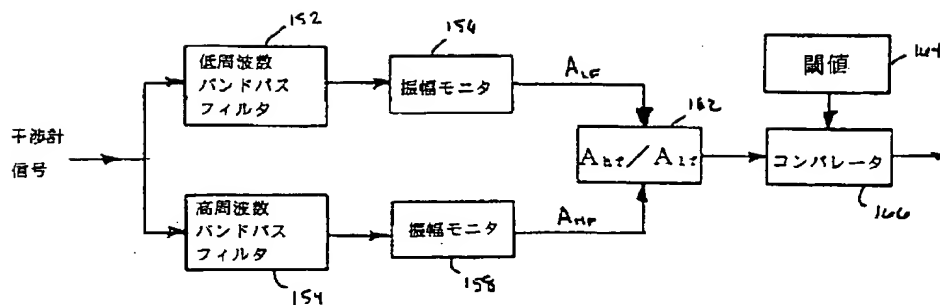 152
低周波数
バンドパス
フィルタ
154
振幅モニタ
A_LF
162
閾値
干渉計
信号
A_hf／A_lf
コンパレータ
166
高周波数
バンドパス
フィルタ
154
振幅モニタ
158
A_HF